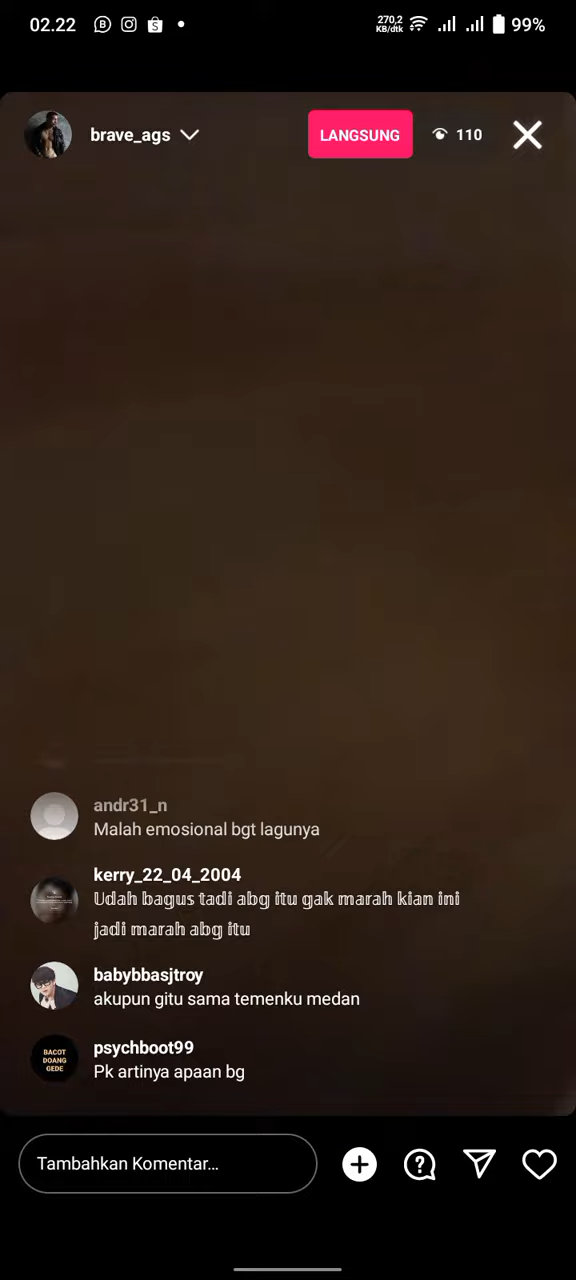 02.22
270,2
KB/dtk
99%
brave_ags
LANGSUNG
110
andr31_n
Malah emosional bgt lagunya
kerry_22_04_2004
𝕌𝕕𝕒𝕙 𝕓𝕒𝕘𝕦𝕤 𝕥𝕒𝕕𝕚 𝕒𝕓𝕘 𝕚𝕥𝕦 𝕘𝕒𝕜 𝕞𝕒𝕣𝕒𝕙 𝕜𝕚𝕒𝕟 𝕚𝕟𝕚
𝕛𝕒𝕕𝕚 𝕞𝕒𝕣𝕒𝕙 𝕒𝕓𝕘 𝕚𝕥𝕦
babybbasjtroy
akupun gitu sama temenku medan
BACOT
DOANG
GEDE
psychboot99
Pk artinya apaan bg
Tambahkan Komentar...